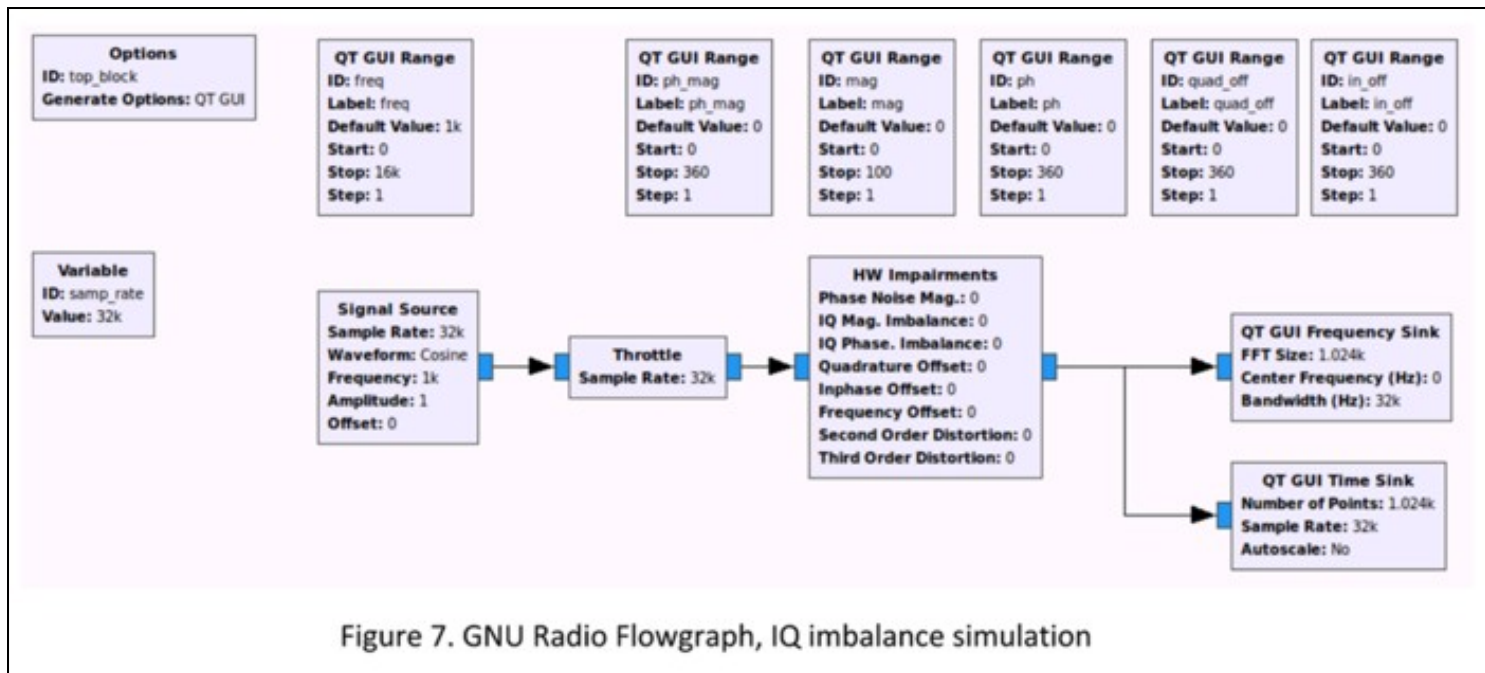 Options
ID: top_block
Generate Options: QT GUI
QT GUI Range
ID: freq
Label: freq
Default Value: 1k
Start: 0
Stop: 16k
Step: 1
QT GUI Range
ID: ph_mag
Label: ph_mag
Default Value: 0
Start: 0
Stop: 360
Step: 1
QT GUI Range
ID: mag
Label: mag
Default Value: 0
Start: 0
Stop: 100
Step: 1
QT GUI Range
ID: ph
Label: ph
Default Value: 0
Start: 0
Stop: 360
Step: 1
QT GUI Range
ID: quad_off
Label: quad_off
Default Value: 0
Start: 0
Stop: 360
Step: 1
QT GUI Range
ID: in_off
Label: in_off
Default Value: 0
Start: 0
Stop: 360
Step: 1
Variable
ID: samp_rate
Value: 32k
Signal Source
Sample Rate: 32k
Waveform: Cosine
Frequency: 1k
Amplitude: 1
Offset: 0
Throttle
Sample Rate: 32k
HW Impairments
Phase Noise Mag.: 0
IQ Mag. Imbalance: 0
IQ Phase. Imbalance: 0
Quadrature Offset: 0
Inphase Offset: 0
Frequency Offset: 0
Second Order Distortion: 0
Third Order Distortion: 0
QT GUI Frequency Sink
FFT Size: 1.024k
Center Frequency (Hz): 0
Bandwidth (Hz): 32k
QT GUI Time Sink
Number of Points: 1.024k
Sample Rate: 32k
Autoscale: No
Figure 7. GNU Radio Flowgraph, IQ imbalance simulation